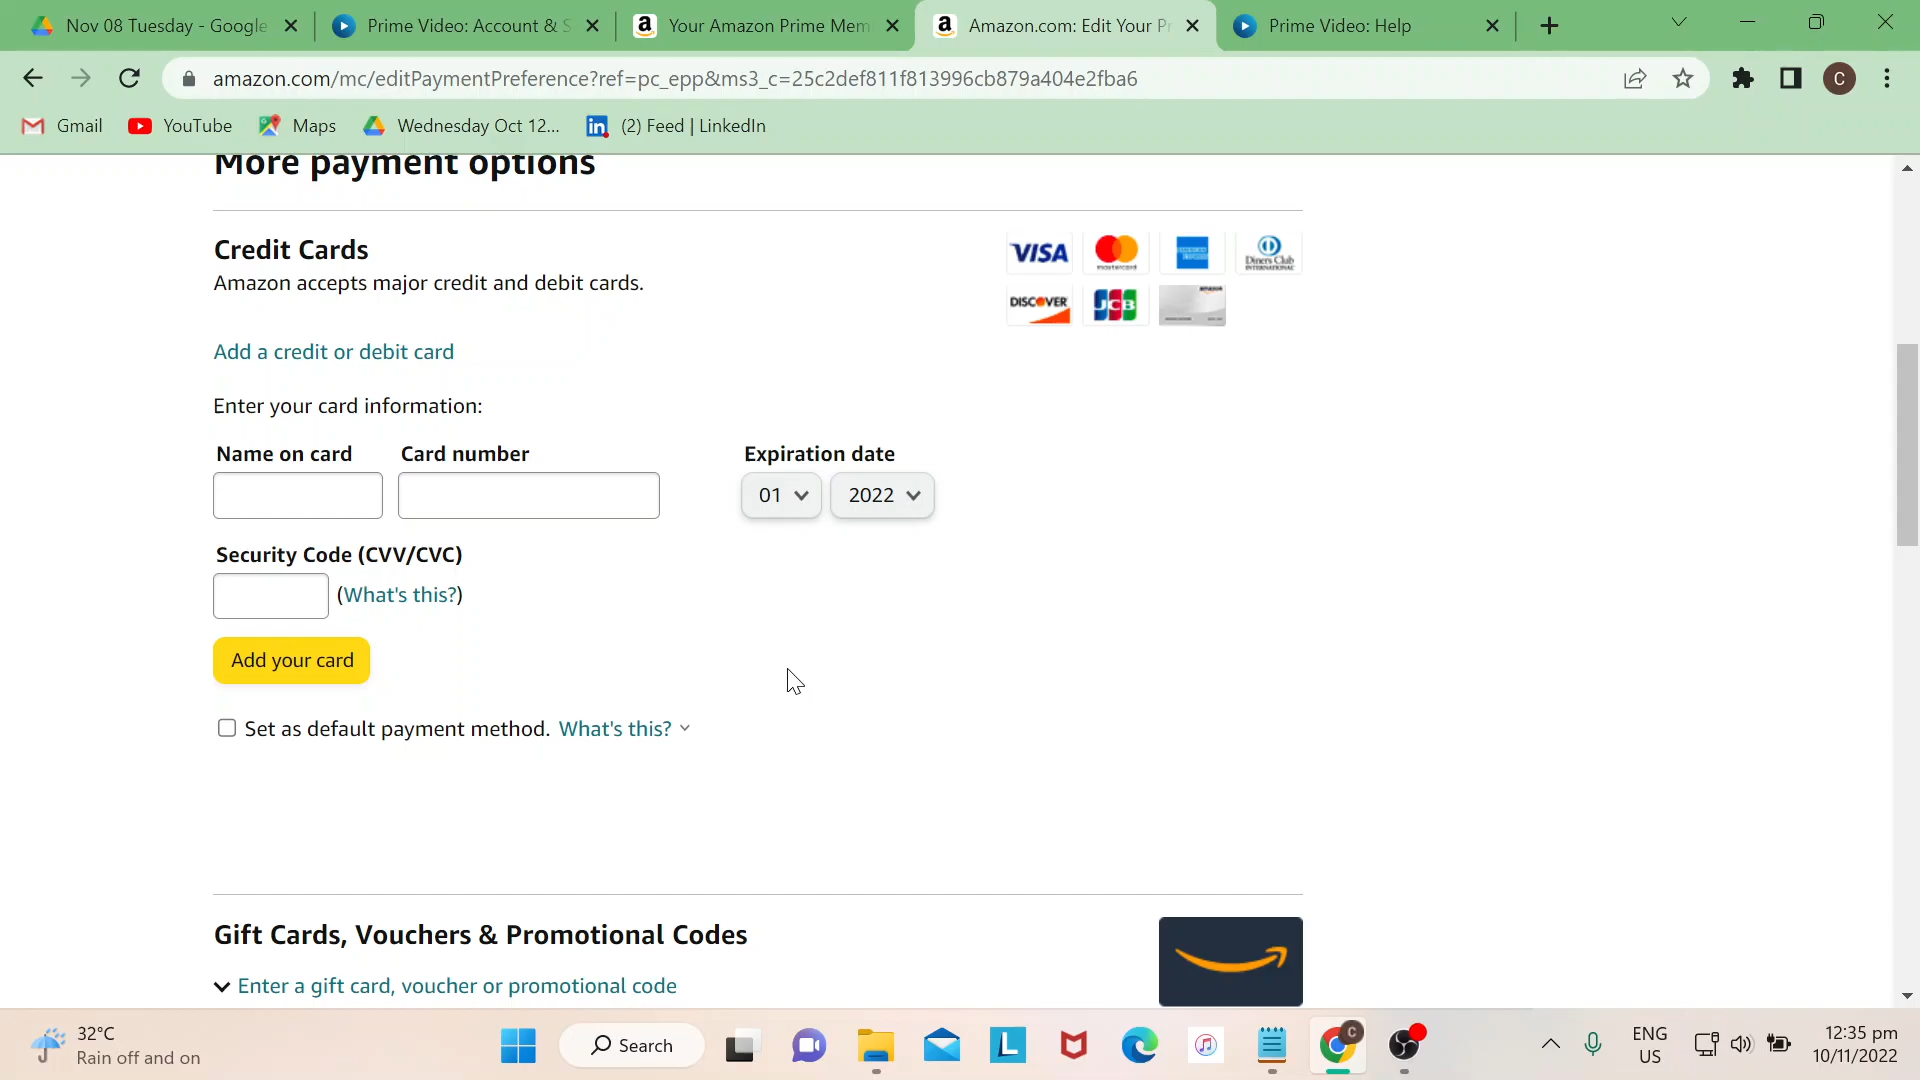 Nov 08 Tuesday - Google
Prime Video: Account & S
Your Amazon Prime Mem
Amazon.com: Edit Your Pr
Prime Video: Help
amazon.com/mc/editPaymentPreference?ref=pc_epp&ms3_c=25c2def811f813996cb879a404e2fba6
C
Gmail
YouTube
Maps
Wednesday Oct 12...
(2) Feed | LinkedIn
More payment options
Credit Cards
Amazon accepts major credit and debit cards.
VISA
mastercard
Diners Club
INTERNATIONAL
DISCOVER
JCB
amazon
Add a credit or debit card
Enter your card information:
Name on card
Card number
Expiration date
01
2022
Security Code (CVV/CVC)
(What's this?)
Add your card
Set as default payment method. What's this?
Gift Cards, Vouchers & Promotional Codes
Enter a gift card, voucher or promotional code
32°C
Rain off and on
Search
L
C
ENG
US
12:35 pm
10/11/2022